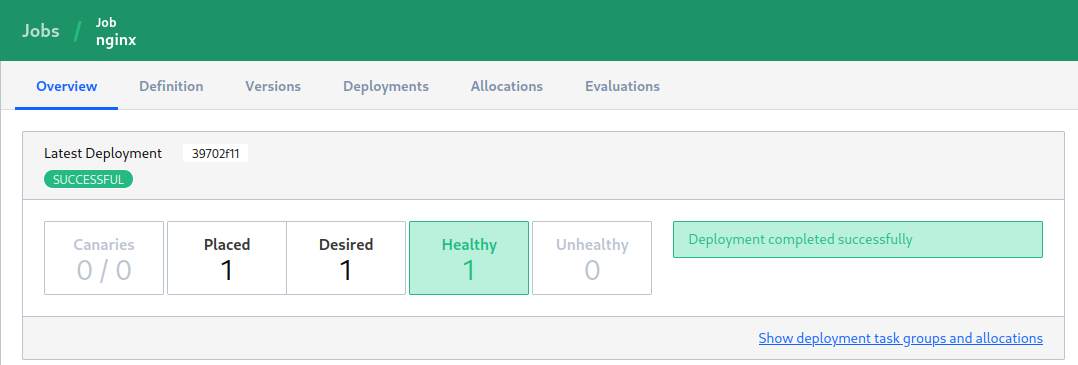 Jobs / Job
nginx
Overview Definition Versions Deployments Allocations Evaluations
Latest Deployment 39702f11
SUCCESSFUL
Canaries Placed Desired Healthy Unhealthy
0 / 0 1 1 1 0
Deployment completed successfully
Show deployment task groups and allocations